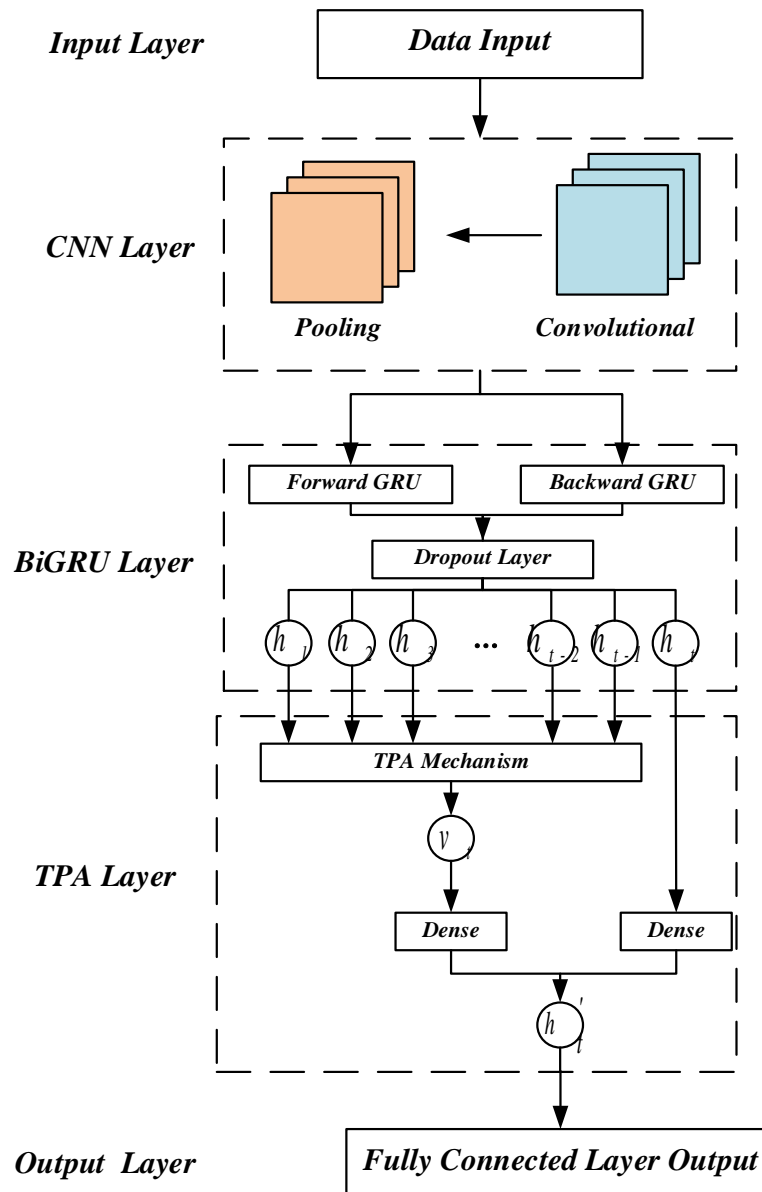 Input Layer
Data Input
CNN Layer
Pooling
Convolutional
Forward GRU
Backward GRU
BiGRU Layer
Dropout Layer
h1 h2 h3 ... ht-2 ht-1 ht
TPA Mechanism
vt
TPA Layer
Dense
Dense
h't
Output Layer
Fully Connected Layer Output